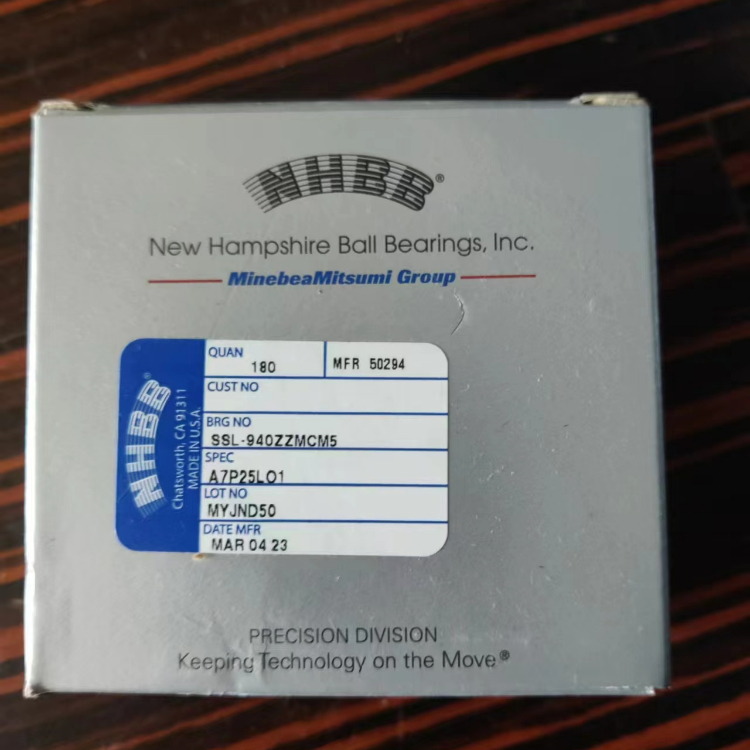 NHBB®
New Hampshire Ball Bearings, Inc.
MinebeaMitsumi Group
NHBB®
Chatsworth, CA 91311
MADE IN U.S.A.
QUAN
180
MFR 50294
CUST NO
BRG NO
SSL-940ZZMCM5
SPEC
A7P25LO1
LOT NO
MYJND50
DATE MFR
MAR 04 23
PRECISION DIVISION
Keeping Technology on the Move®